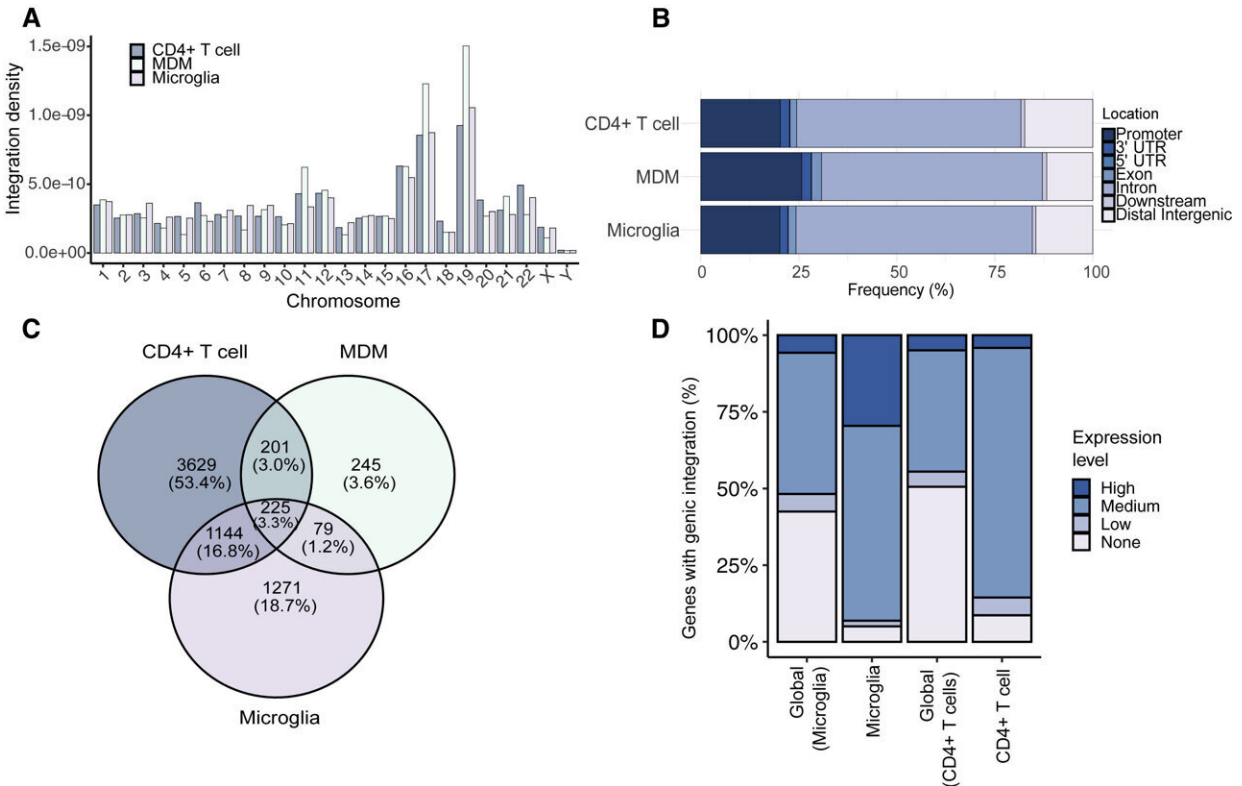 A
1.5e-09
1.0e-09
5.0e-10
0.0e+00
Integration density
CD4+ T cell
MDM
Microglia
1 2 3 4 5 6 7 8 9 10 11 12 13 14 15 16 17 18 19 20 21 22 X Y
Chromosome
B
CD4+ T cell
MDM
Microglia
0 25 50 75 100
Frequency (%)
Location
Promoter
3' UTR
5' UTR
Exon
Intron
Downstream
Distal Intergenic
C
CD4+ T cell
MDM
3629
(53.4%)
201
(3.0%)
245
(3.6%)
225
(3.3%)
1144
(16.8%)
79
(1.2%)
1271
(18.7%)
Microglia
D
100%
75%
50%
25%
0%
Genes with genic integration (%)
Global
(Microglia)
Microglia
Global
(CD4+ T cells)
CD4+ T cell
Expression
level
High
Medium
Low
None